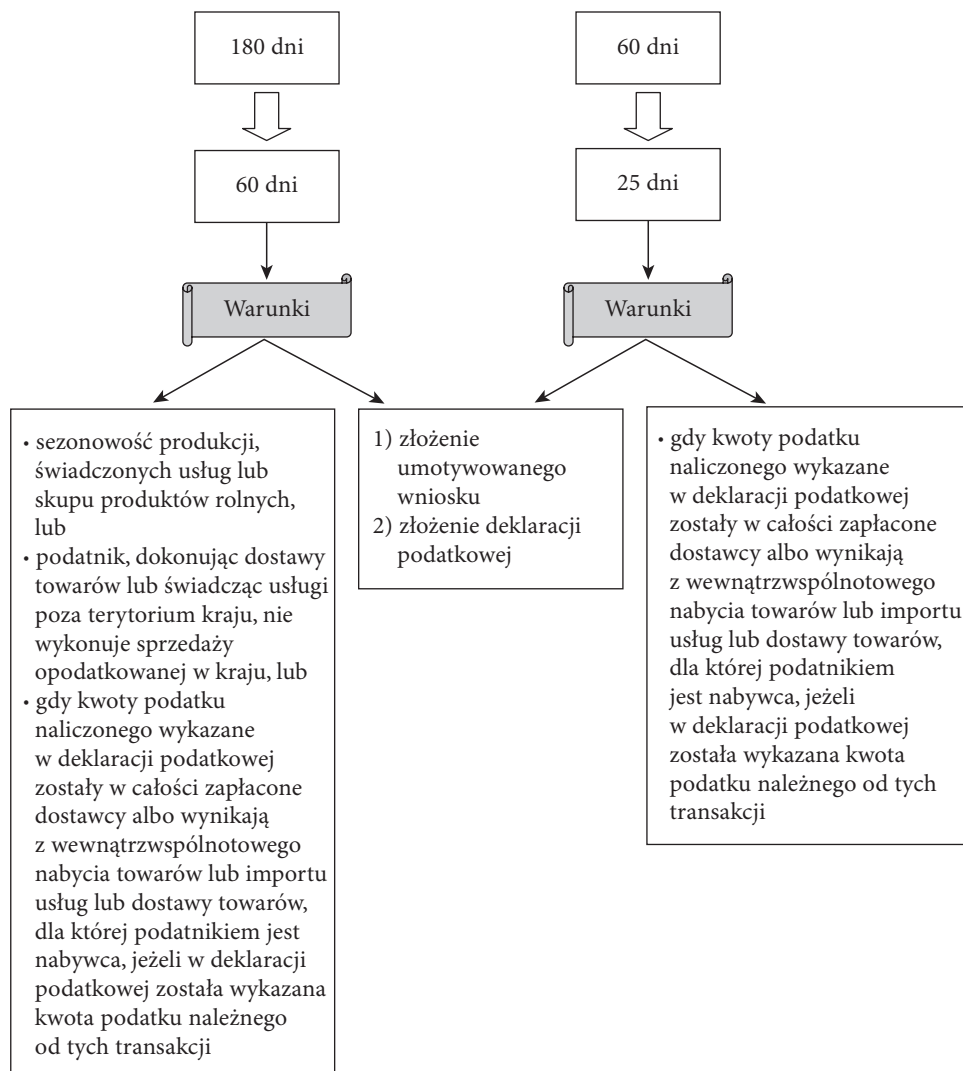 180 dni
60 dni
60 dni
25 dni
Warunki
Warunki
• sezonowość produkcji,
świadczonych usług lub
skupu produktów rolnych,
lub
• podatnik, dokonując dostawy
towarów lub świadcząc usługi
poza terytorium kraju, nie
wykonuje sprzedaży
opodatkowanej w kraju, lub
• gdy kwoty podatku
naliczonego wykazane
w deklaracji podatkowej
zostały w całości zapłacone
dostawcy albo wynikają
z wewnątrzwspólnotowego
nabycia towarów lub importu
usług lub dostawy towarów,
dla której podatnikiem jest
nabywca, jeżeli w deklaracji
podatkowej została wykazana
kwota podatku należnego
od tych transakcji
1) złożenie
umotywowanego
wniosku
2) złożenie deklaracji
podatkowej
• gdy kwoty podatku
naliczonego wykazane
w deklaracji podatkowej
zostały w całości zapłacone
dostawcy albo wynikają
z wewnątrzwspólnotowego
nabycia towarów lub importu
usług lub dostawy towarów,
dla której podatnikiem
jest nabywca, jeżeli
w deklaracji podatkowej
została wykazana kwota
podatku należnego od tych
transakcji